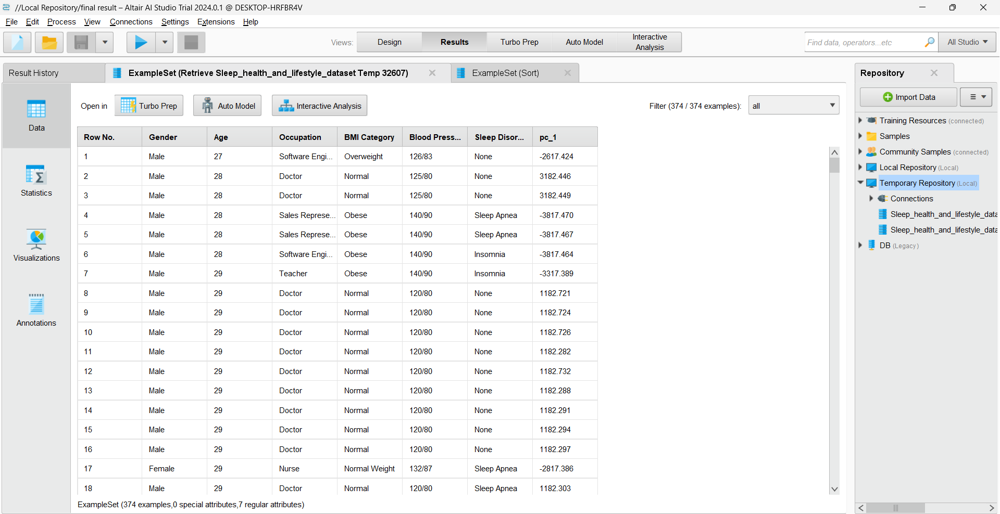 //Local Repository/final result – Altair AI Studio Trial 2024.0.1 @ DESKTOP-HRFBR4V
File Edit Process View Connections Settings Extensions Help
Views: Design Results Turbo Prep Auto Model Interactive Analysis
Find data, operators...etc All Studio
Result History
ExampleSet (Retrieve Sleep_health_and_lifestyle_dataset Temp 32607)
ExampleSet (Sort)
Data
Statistics
Visualizations
Annotations
Open in Turbo Prep Auto Model Interactive Analysis
Filter (374 / 374 examples): all
Row No. Gender Age Occupation BMI Category Blood Press... Sleep Disor... pc_1
1 Male 27 Software Engi... Overweight 126/83 None -2617.424
2 Male 28 Doctor Normal 125/80 None 3182.446
3 Male 28 Doctor Normal 125/80 None 3182.449
4 Male 28 Sales Represe... Obese 140/90 Sleep Apnea -3817.470
5 Male 28 Sales Represe... Obese 140/90 Sleep Apnea -3817.467
6 Male 28 Software Engi... Obese 140/90 Insomnia -3817.464
7 Male 29 Teacher Obese 140/90 Insomnia -3317.389
8 Male 29 Doctor Normal 120/80 None 1182.721
9 Male 29 Doctor Normal 120/80 None 1182.724
10 Male 29 Doctor Normal 120/80 None 1182.726
11 Male 29 Doctor Normal 120/80 None 1182.282
12 Male 29 Doctor Normal 120/80 None 1182.732
13 Male 29 Doctor Normal 120/80 None 1182.288
14 Male 29 Doctor Normal 120/80 None 1182.291
15 Male 29 Doctor Normal 120/80 None 1182.294
16 Male 29 Doctor Normal 120/80 None 1182.297
17 Female 29 Nurse Normal Weight 132/87 Sleep Apnea -2817.386
18 Male 29 Doctor Normal 120/80 Sleep Apnea 1182.303
ExampleSet (374 examples,0 special attributes,7 regular attributes)
Repository
Import Data
Training Resources (connected)
Samples
Community Samples (connected)
Local Repository (Local)
Temporary Repository (Local)
Connections
Sleep_health_and_lifestyle_data
Sleep_health_and_lifestyle_data
DB (Legacy)